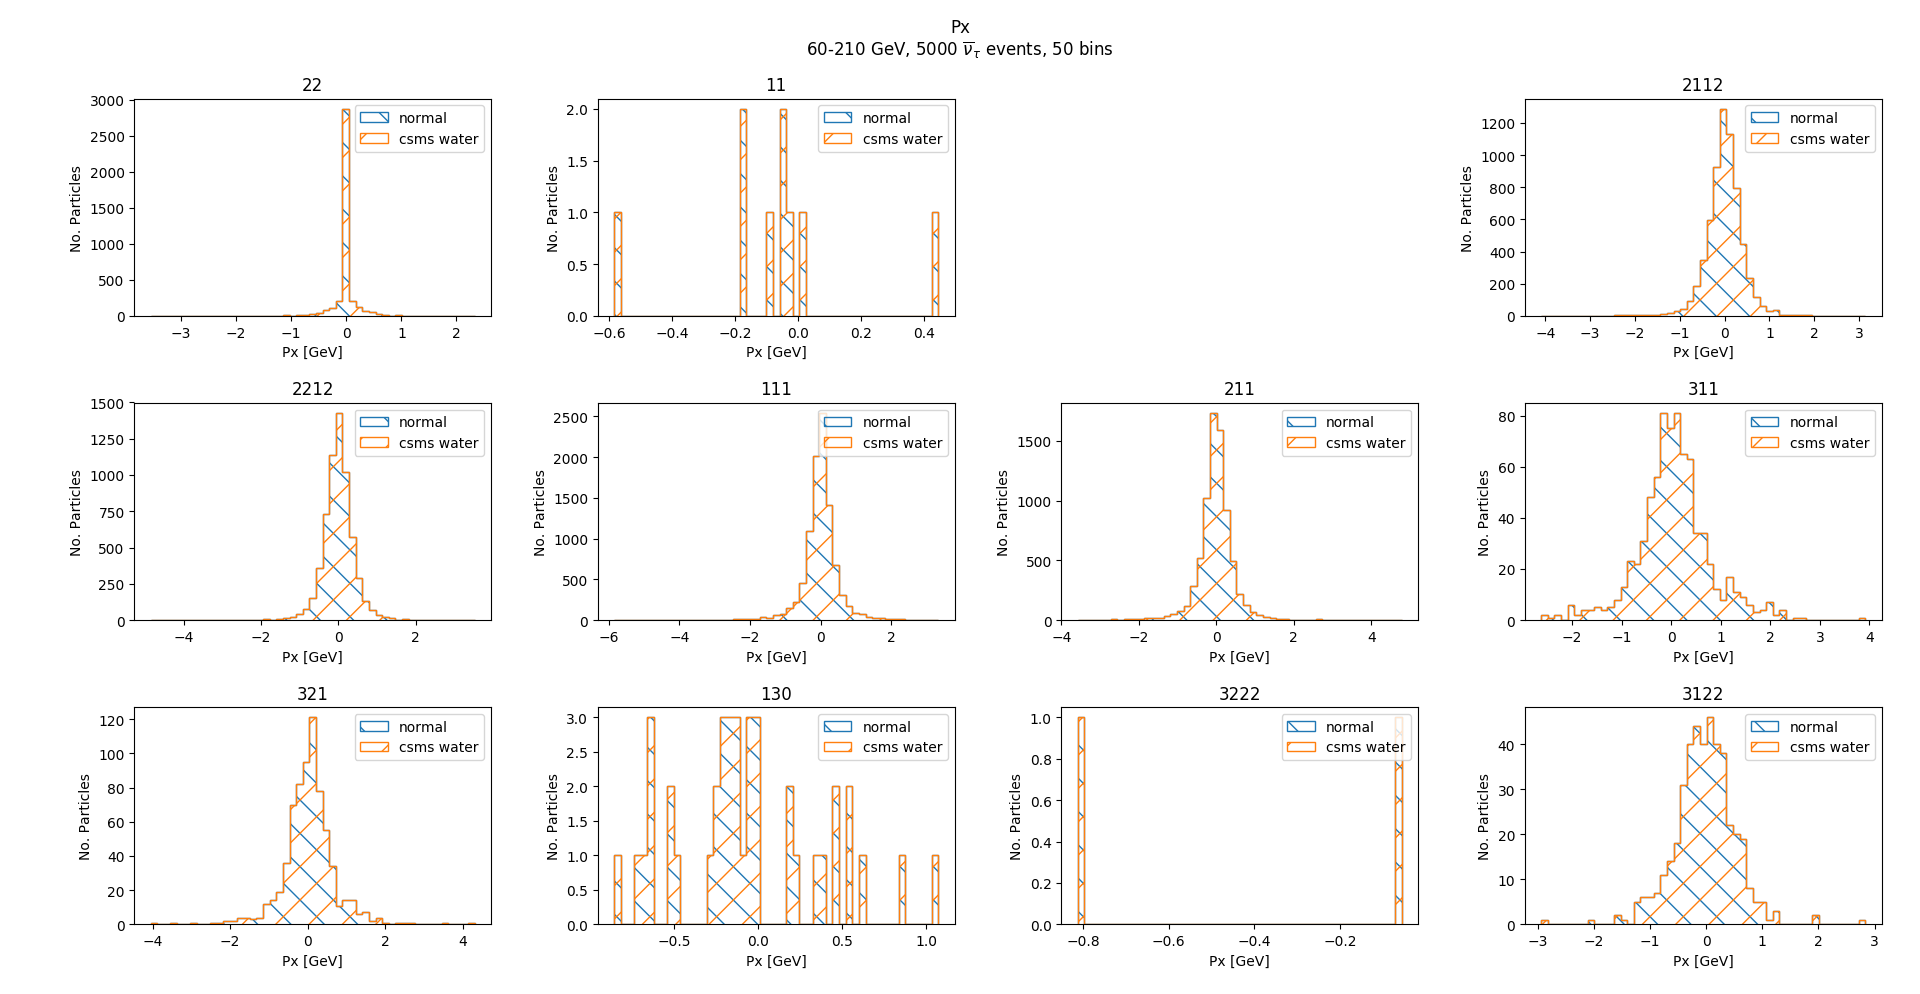 Px
60-210 GeV, 5000 ν̅τ events, 50 bins
22
No. Particles
3000
2500
2000
1500
1000
500
0
normal
csms water
−3 −2 −1 0 1 2
Px [GeV]
11
No. Particles
2.0
1.5
1.0
0.5
0.0
normal
csms water
−0.6 −0.4 −0.2 0.0 0.2 0.4
Px [GeV]
2112
No. Particles
1200
1000
800
600
400
200
0
normal
csms water
−4 −3 −2 −1 0 1 2 3
Px [GeV]
2212
No. Particles
1500
1250
1000
750
500
250
0
normal
csms water
−4 −2 0 2
Px [GeV]
111
No. Particles
2500
2000
1500
1000
500
0
normal
csms water
−6 −4 −2 0 2
Px [GeV]
211
No. Particles
1500
1000
500
0
normal
csms water
−4 −2 0 2 4
Px [GeV]
311
No. Particles
80
60
40
20
0
normal
csms water
−2 −1 0 1 2 3 4
Px [GeV]
321
No. Particles
120
100
80
60
40
20
0
normal
csms water
−4 −2 0 2 4
Px [GeV]
130
No. Particles
3.0
2.5
2.0
1.5
1.0
0.5
0.0
normal
csms water
−0.5 0.0 0.5 1.0
Px [GeV]
3222
No. Particles
1.0
0.8
0.6
0.4
0.2
0.0
normal
csms water
−0.8 −0.6 −0.4 −0.2
Px [GeV]
3122
No. Particles
40
30
20
10
0
normal
csms water
−3 −2 −1 0 1 2 3
Px [GeV]